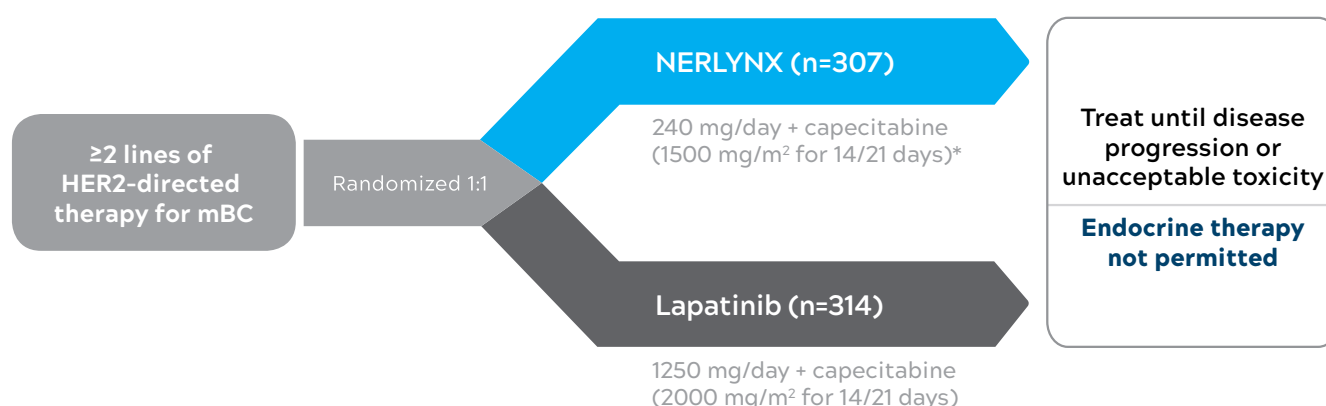 ≥2 lines of
HER2-directed
therapy for mBC
Randomized 1:1
NERLYNX (n=307)
240 mg/day + capecitabine
(1500 mg/m² for 14/21 days)*
Lapatinib (n=314)
1250 mg/day + capecitabine
(2000 mg/m² for 14/21 days)
Treat until disease
progression or
unacceptable toxicity
Endocrine therapy
not permitted